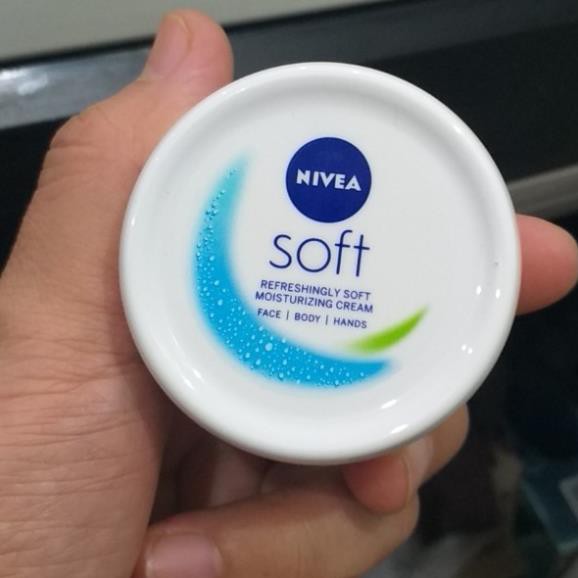 NIVEA
soft
REFRESHINGLY SOFT
MOISTURIZING CREAM
FACE | BODY | HANDS